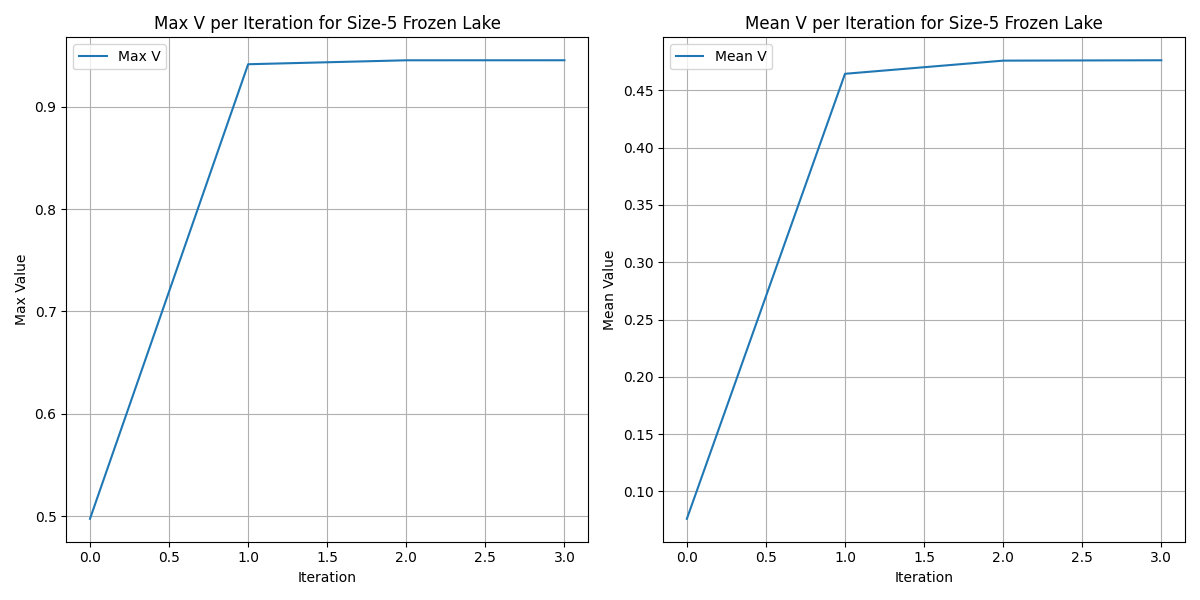 Max V per Iteration for Size-5 Frozen Lake
Max V
Max Value
0.9
0.8
0.7
0.6
0.5
0.0 0.5 1.0 1.5 2.0 2.5 3.0
Iteration
Mean V per Iteration for Size-5 Frozen Lake
Mean V
Mean Value
0.45
0.40
0.35
0.30
0.25
0.20
0.15
0.10
0.0 0.5 1.0 1.5 2.0 2.5 3.0
Iteration